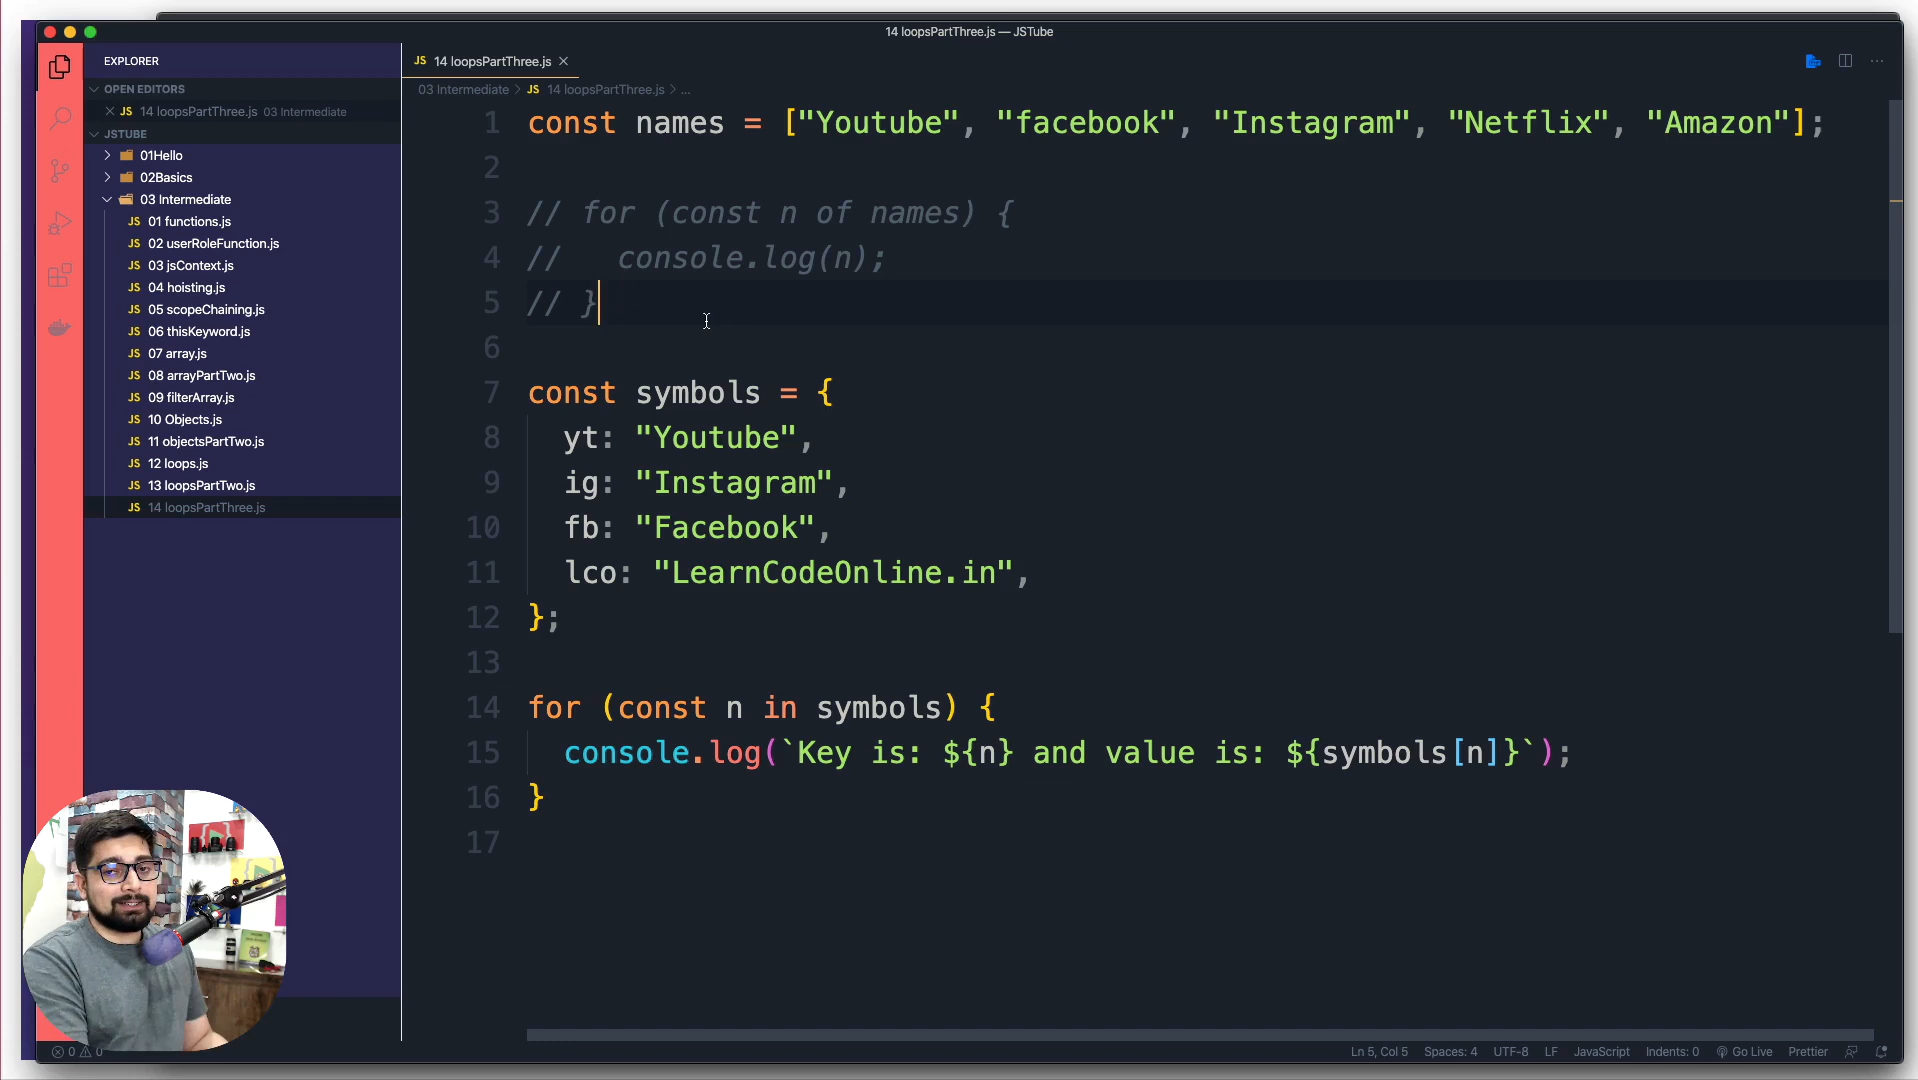 14 loopsPartThree.js — JSTube
EXPLORER
OPEN EDITORS
JS 14 loopsPartThree.js 03 Intermediate
JSTUBE
01Hello
02Basics
03 Intermediate
JS 01 functions.js
JS 02 userRoleFunction.js
JS 03 jsContext.js
JS 04 hoisting.js
JS 05 scopeChaining.js
JS 06 thisKeyword.js
JS 07 array.js
JS 08 arrayPartTwo.js
JS 09 filterArray.js
JS 10 Objects.js
JS 11 objectsPartTwo.js
JS 12 loops.js
JS 13 loopsPartTwo.js
JS 14 loopsPartThree.js
JS 14 loopsPartThree.js
03 Intermediate > JS 14 loopsPartThree.js > ...
1 const names = ["Youtube", "facebook", "Instagram", "Netflix", "Amazon"];
2
3 // for (const n of names) {
4 //   console.log(n);
5 // }
6
7 const symbols = {
8   yt: "Youtube",
9   ig: "Instagram",
10   fb: "Facebook",
11   lco: "LearnCodeOnline.in",
12 };
13
14 for (const n in symbols) {
15   console.log(`Key is: ${n} and value is: ${symbols[n]}`);
16 }
17
0 0
Ln 5, Col 5 Spaces: 4 UTF-8 LF JavaScript Indents: 0 Go Live Prettier